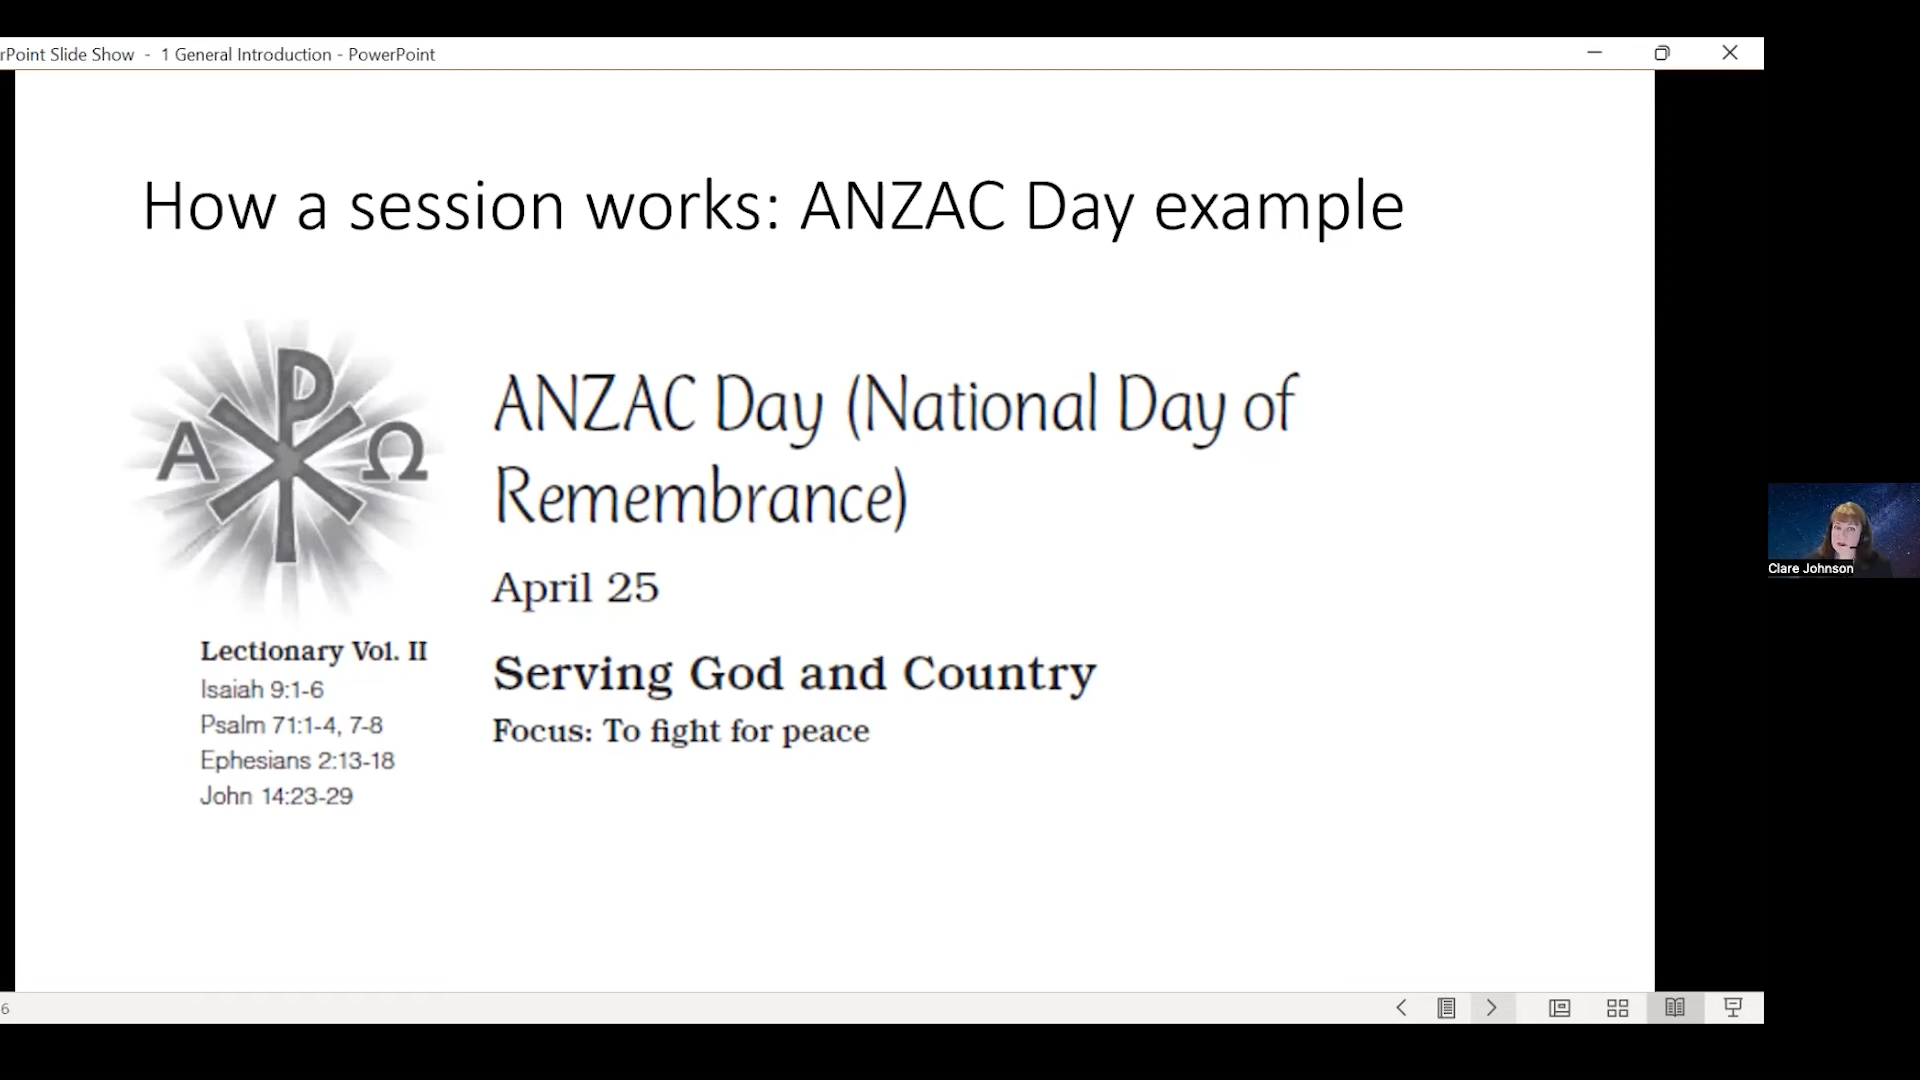 rPoint Slide Show - 1 General Introduction - PowerPoint
How a session works: ANZAC Day example
A P Ω
ANZAC Day (National Day of
Remembrance)
April 25
Serving God and Country
Focus: To fight for peace
Lectionary Vol. II
Isaiah 9:1-6
Psalm 71:1-4, 7-8
Ephesians 2:13-18
John 14:23-29
Clare Johnson
6